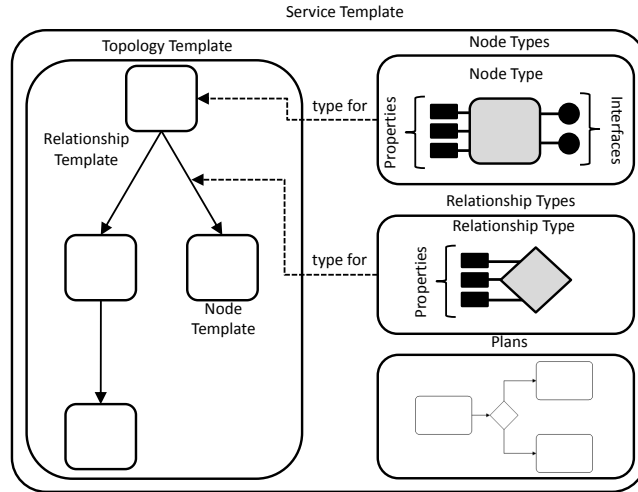 Service Template
Topology Template
Node Types
Node Type
type for
Properties
Interfaces
Relationship
Template
Relationship Types
Relationship Type
type for
Properties
Node
Template
Plans